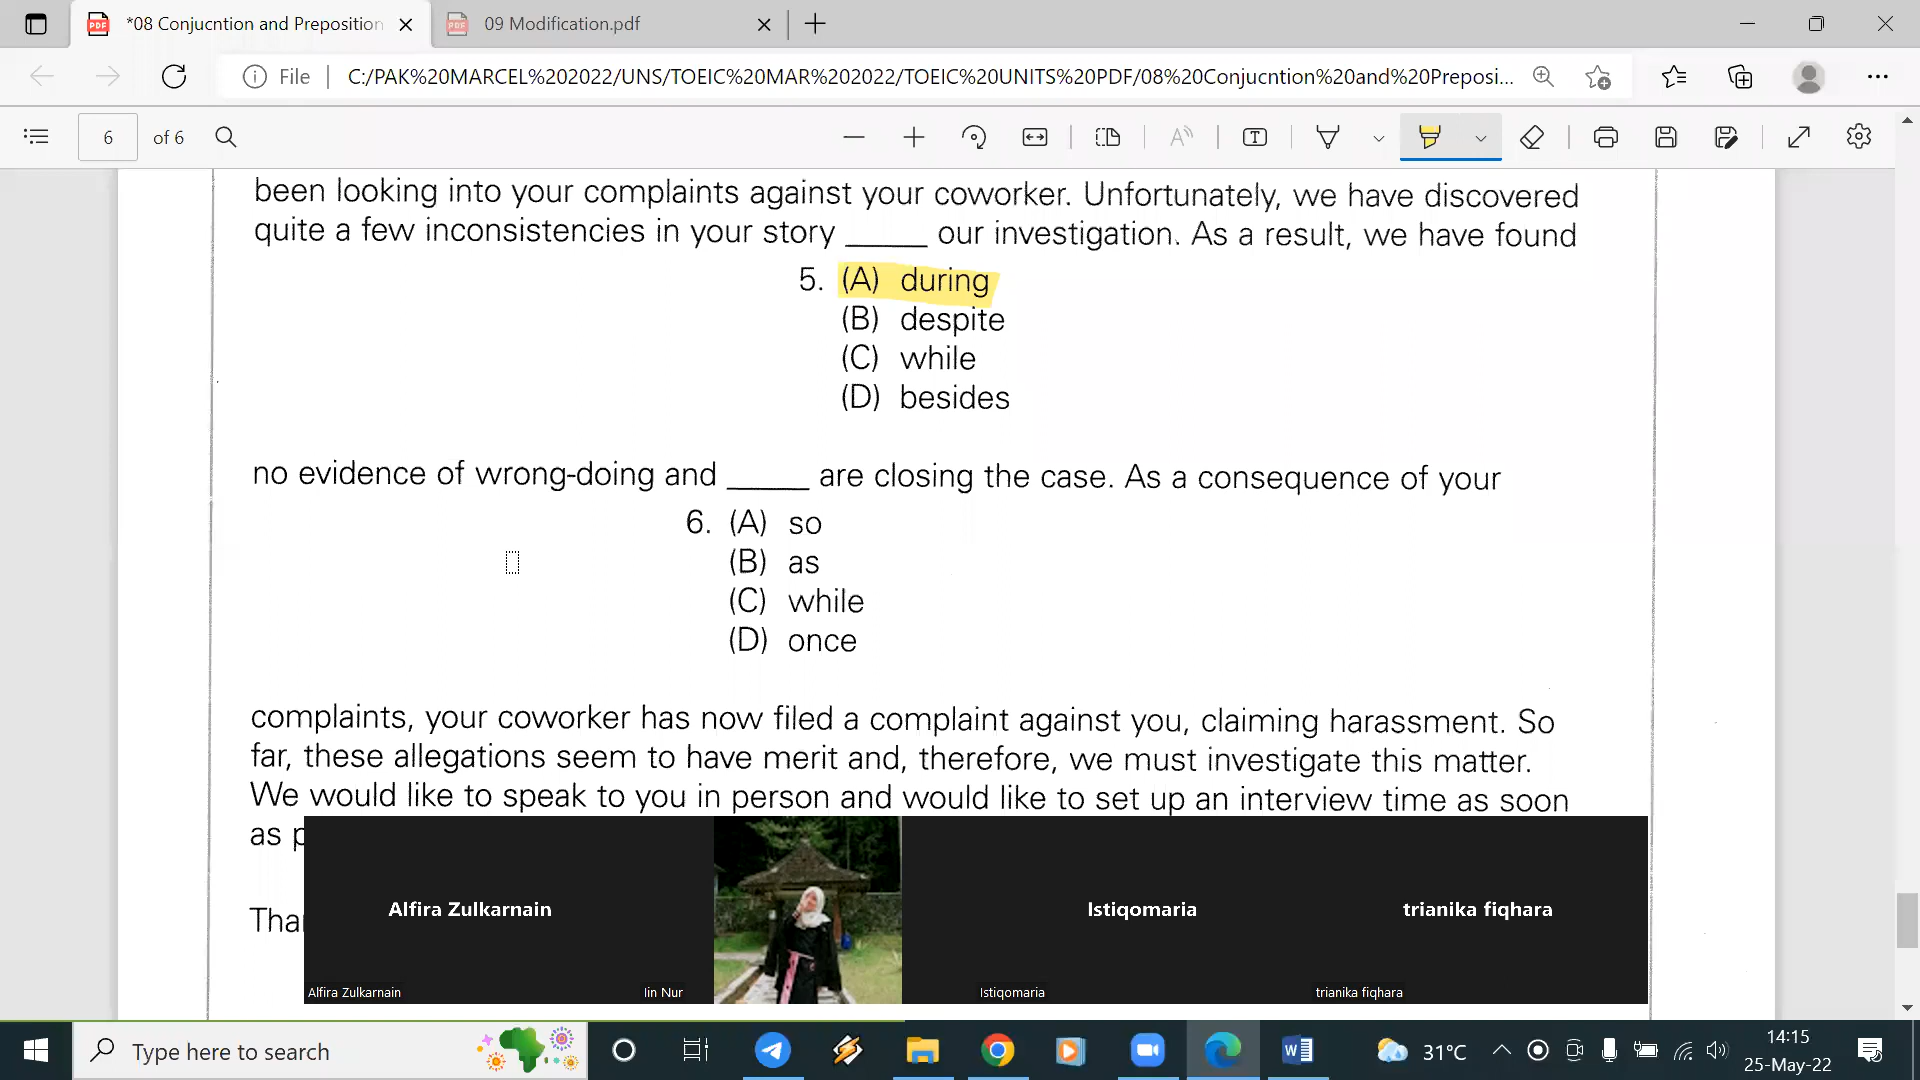 *08 Conjucntion and Preposition
09 Modification.pdf
File
C:/PAK%20MARCEL%202022/UNS/TOEIC%20MAR%202022/TOEIC%20UNITS%20PDF/08%20Conjucntion%20and%20Preposi...
6 of 6
been looking into your complaints against your coworker. Unfortunately, we have discovered
quite a few inconsistencies in your story _____ our investigation. As a result, we have found
5. (A) during
(B) despite
(C) while
(D) besides
no evidence of wrong-doing and _____ are closing the case. As a consequence of your
6. (A) so
(B) as
(C) while
(D) once
complaints, your coworker has now filed a complaint against you, claiming harassment. So
far, these allegations seem to have merit and, therefore, we must investigate this matter.
We would like to speak to you in person and would like to set up an interview time as soon
as
Alfira Zulkarnain
Istiqomaria
trianika fiqhara
Alfira Zulkarnain
Iin Nur
Istiqomaria
trianika fiqhara
Type here to search
31°C
14:15
25-May-22